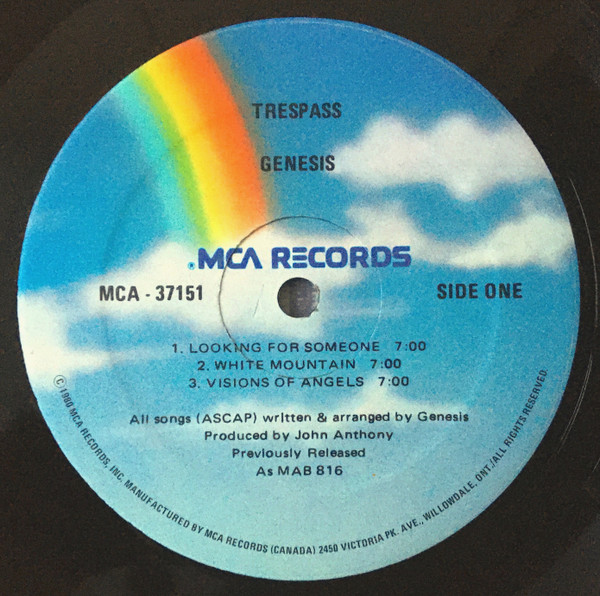 TRESPASS
GENESIS
®MCA RECORDS
MCA - 37151
SIDE ONE
1. LOOKING FOR SOMEONE 7:00
2. WHITE MOUNTAIN 7:00
3. VISIONS OF ANGELS 7:00
All songs (ASCAP) written & arranged by Genesis
Produced by John Anthony
Previously Released
As MAB 816
© 1980 MCA RECORDS, INC. MANUFACTURED BY MCA RECORDS (CANADA) 2450 VICTORIA PK. AVE., WILLOWDALE, ONT./ALL RIGHTS RESERVED.